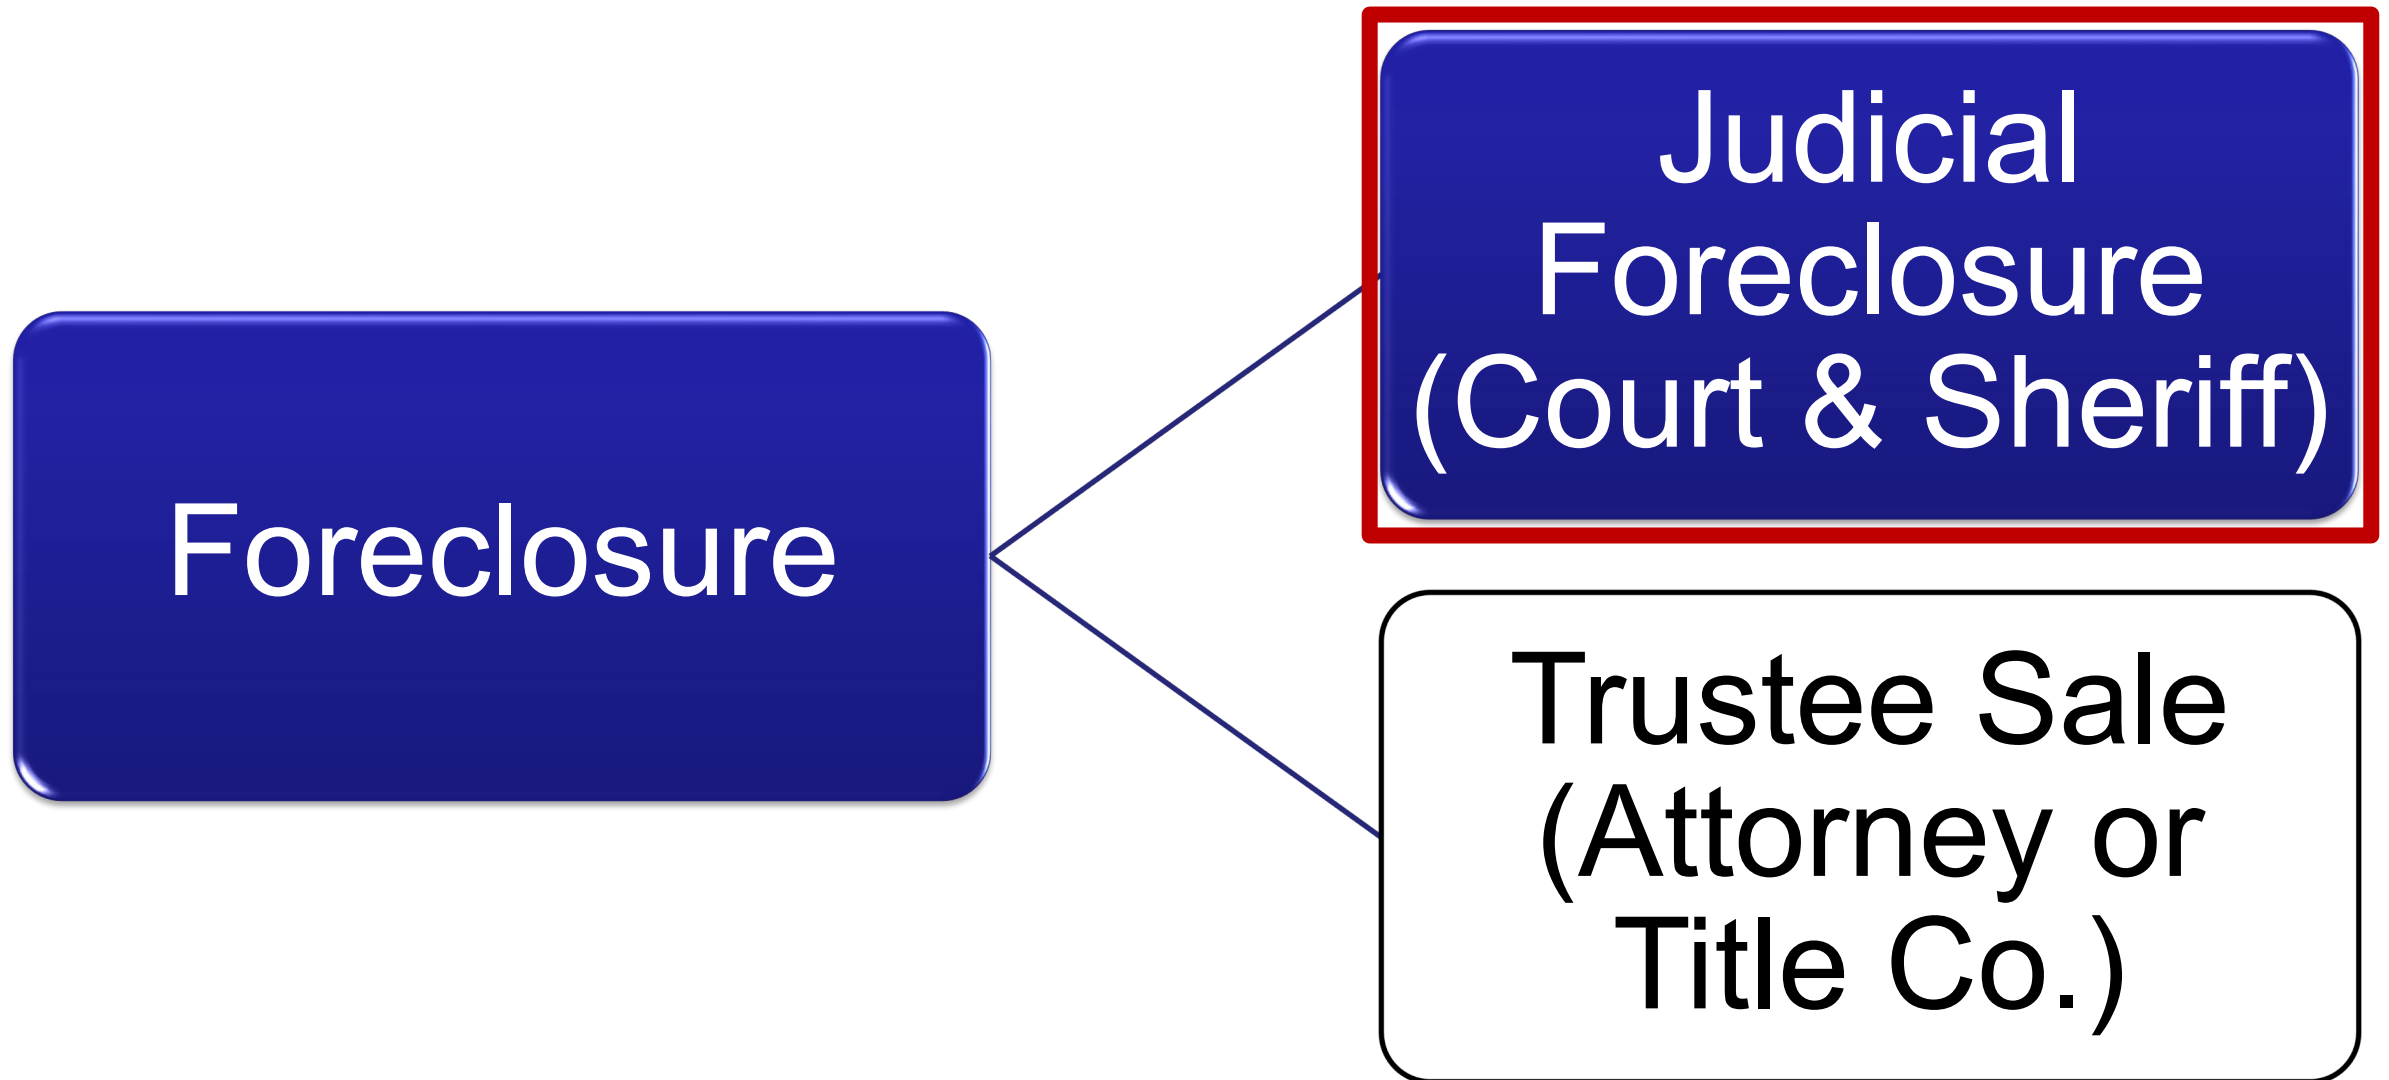 Foreclosure
Judicial
Foreclosure
(Court & Sheriff)
Trustee Sale
(Attorney or
Title Co.)